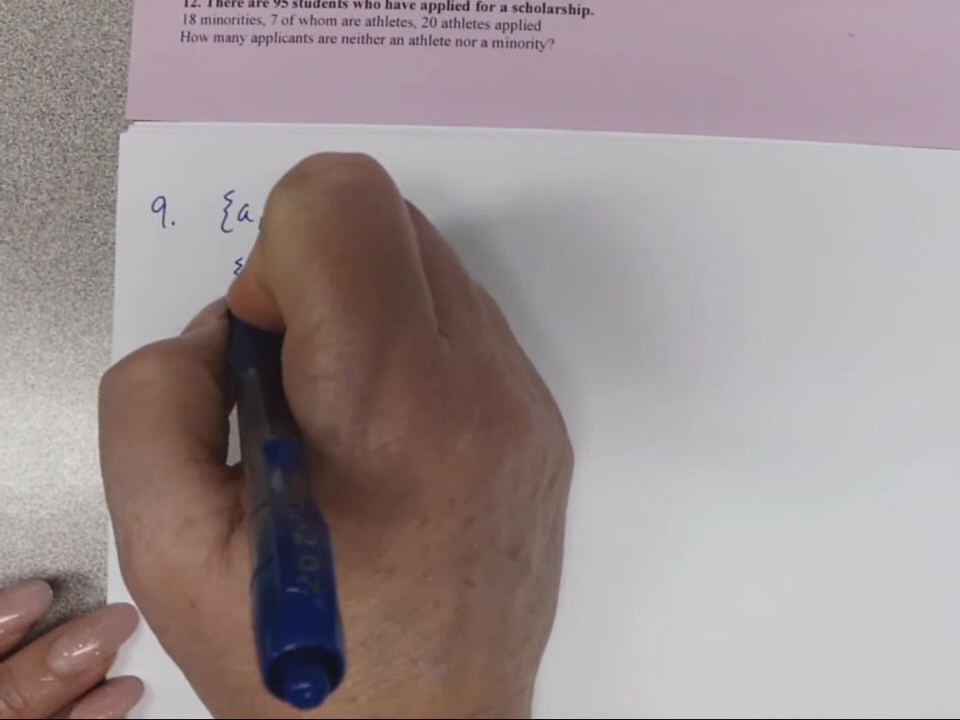 12. There are 95 students who have applied for a scholarship.
18 minorities, 7 of whom are athletes, 20 athletes applied
How many applicants are neither an athlete nor a minority?
9. {a,
{